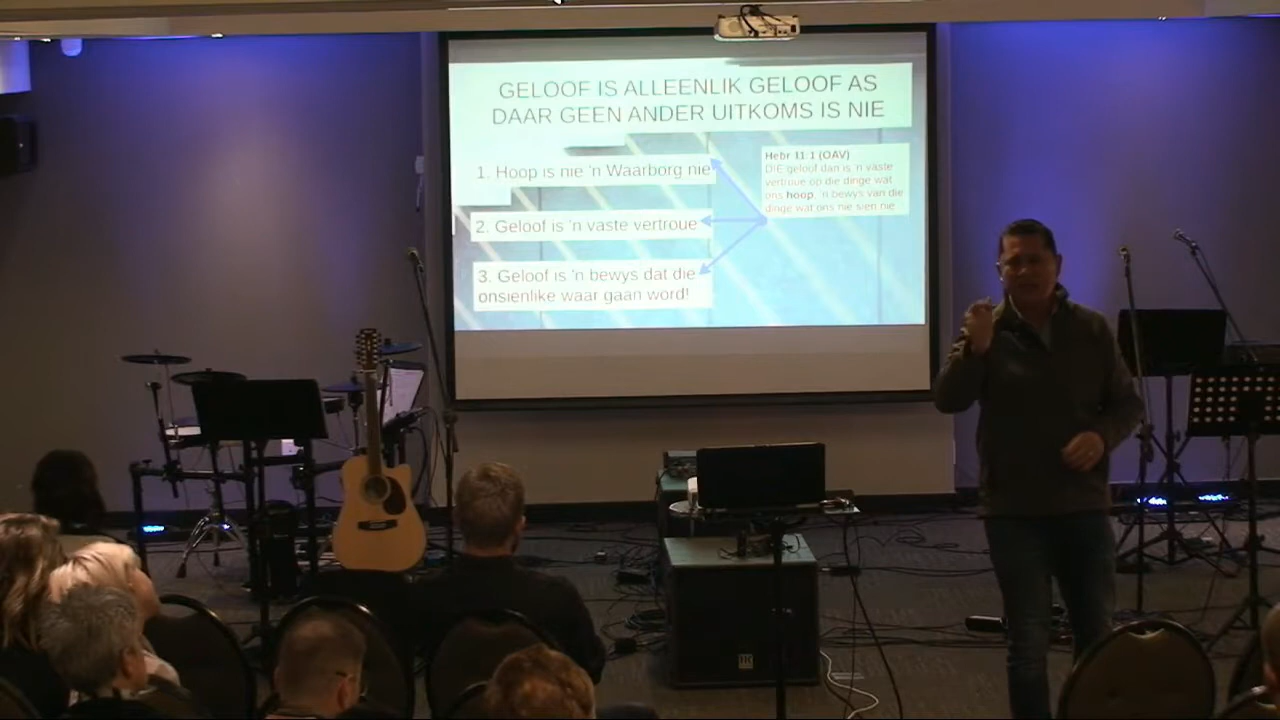 GELOOF IS ALLEENLIK GELOOF AS
DAAR GEEN ANDER UITKOMS IS NIE
1. Hoop is nie 'n Waarborg nie
2. Geloof is 'n vaste vertroue
3. Geloof is 'n bewys dat die
onsienlike waar gaan word!
Hebr 11:1 (OAV)
DIE geloof dan is 'n vaste
vertroue op die dinge wat
ons hoop, 'n bewys van die
dinge wat ons nie sien nie